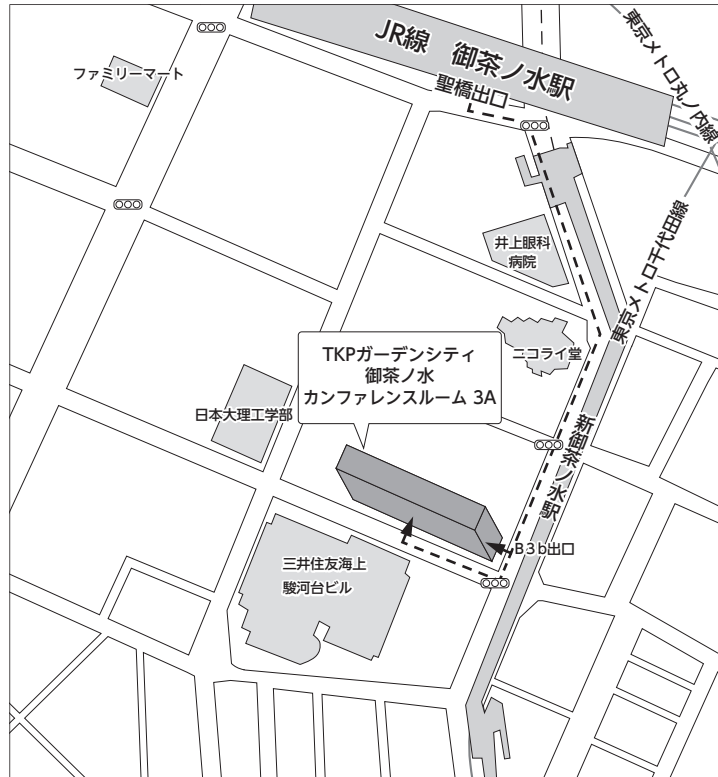 JR線 御茶ノ水駅
聖橋出口
東京メトロ丸ノ内線
ファミリーマート
井上眼科
病院
東京メトロ千代田線
TKPガーデンシティ
御茶ノ水
カンファレンスルーム 3A
ニコライ堂
日本大理工学部
新御茶ノ水駅
B3b出口
三井住友海上
駿河台ビル